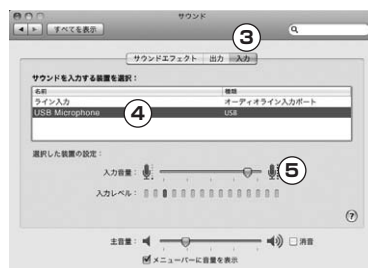 サウンド
すべてを表示
③
サウンドエフェクト 出力 入力
サウンドを入力する装置を選択：
名前 種類
ライン入力 オーディオライン入力ポート
④
USB Microphone USB
選択した装置の設定：
⑤
入力音量：
入力レベル：
?
主音量： 消音
メニューバーに音量を表示